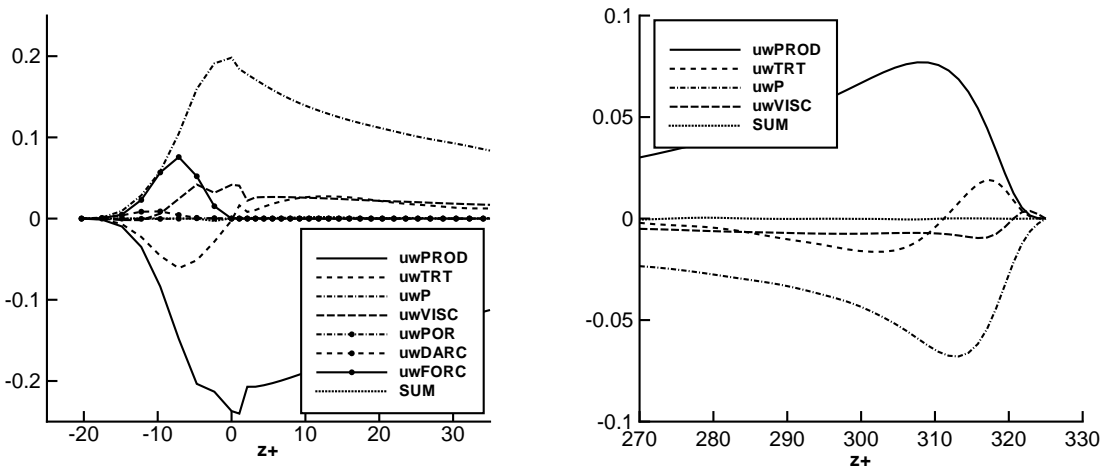 0.2
0.1
0
-0.1
-0.2
-20
-10
0
10
20
30
z+
uwPROD
uwTRT
uwP
uwVISC
uwPOR
uwDARC
uwFORC
SUM
0.1
0.05
0
-0.05
-0.1
270
280
290
300
310
320
330
z+
uwPROD
uwTRT
uwP
uwVISC
SUM